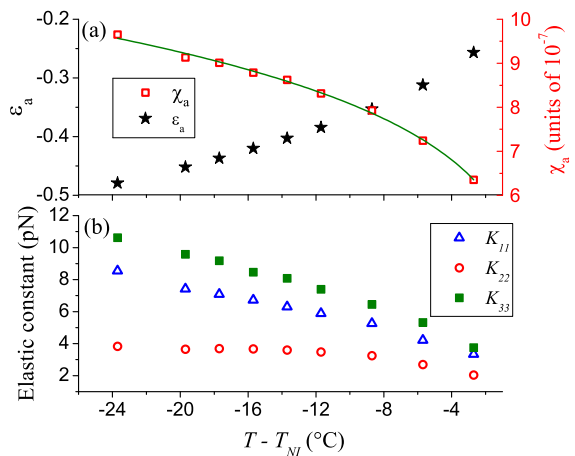 (a)
-0.2
-0.3
-0.4
-0.5
εa
χa
εa
10
9
8
7
6
χa (units of 10-7)
(b)
12
10
8
6
4
2
Elastic constant (pN)
K11
K22
K33
-24 -20 -16 -12 -8 -4
T - TNI (°C)